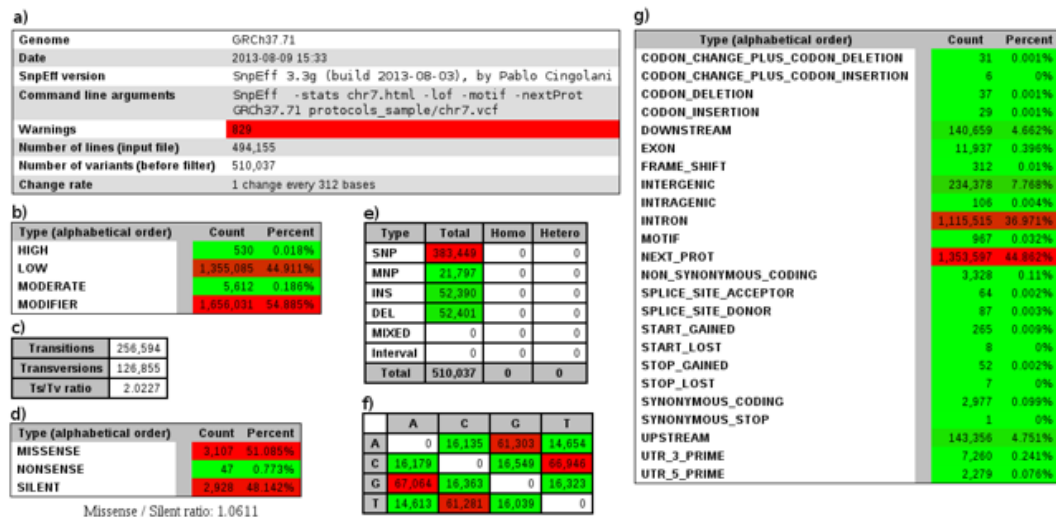 a)
Genome GRCh37.71
Date 2013-08-09 15:33
SnpEff version SnpEff 3.3g (build 2013-08-03), by Pablo Cingolani
Command line arguments SnpEff -stats chr7.html -lof -motif -nextProt
GRCh37.71 protocols_sample/chr7.vcf
Warnings 829
Number of lines (input file) 494,155
Number of variants (before filter) 510,037
Change rate 1 change every 312 bases
b)
Type (alphabetical order) Count Percent
HIGH 530 0.018%
LOW 1,355,085 44.911%
MODERATE 5,612 0.186%
MODIFIER 1,656,031 54.885%
c)
Transitions 256,594
Transversions 126,855
Ts/Tv ratio 2.0227
d)
Type (alphabetical order) Count Percent
MISSENSE 3,107 51.085%
NONSENSE 47 0.773%
SILENT 2,928 48.142%
Missense / Silent ratio: 1.0611
e)
Type Total Homo Hetero
SNP 383,449 0 0
MNP 21,797 0 0
INS 52,390 0 0
DEL 52,401 0 0
MIXED 0 0 0
Interval 0 0 0
Total 510,037 0 0
f)
A C G T
A 0 16,135 61,303 14,654
C 16,179 0 16,549 66,946
G 67,064 16,363 0 16,323
T 14,613 61,281 16,039 0
g)
Type (alphabetical order) Count Percent
CODON_CHANGE_PLUS_CODON_DELETION 31 0.001%
CODON_CHANGE_PLUS_CODON_INSERTION 6 0%
CODON_DELETION 37 0.001%
CODON_INSERTION 29 0.001%
DOWNSTREAM 140,659 4.662%
EXON 11,937 0.396%
FRAME_SHIFT 312 0.01%
INTERGENIC 234,378 7.768%
INTRAGENIC 106 0.004%
INTRON 1,115,515 36.971%
MOTIF 967 0.032%
NEXT_PROT 1,353,597 44.862%
NON_SYNONYMOUS_CODING 3,328 0.11%
SPLICE_SITE_ACCEPTOR 64 0.002%
SPLICE_SITE_DONOR 87 0.003%
START_GAINED 265 0.009%
START_LOST 8 0%
STOP_GAINED 52 0.002%
STOP_LOST 7 0%
SYNONYMOUS_CODING 2,977 0.099%
SYNONYMOUS_STOP 1 0%
UPSTREAM 143,356 4.751%
UTR_3_PRIME 7,260 0.241%
UTR_5_PRIME 2,279 0.076%